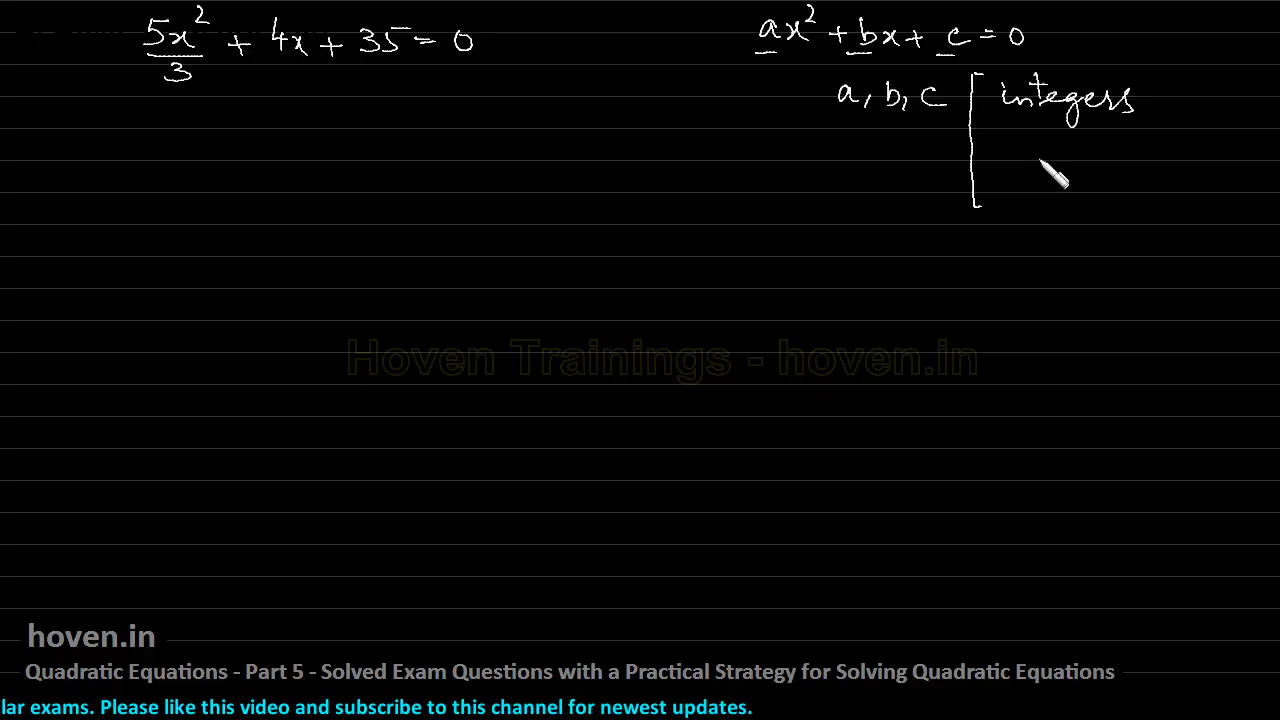 5x²/3 + 4x + 35 = 0
ax² + bx + c = 0
a, b, c [ integers
Hoven Trainings - hoven.in
hoven.in
Quadratic Equations - Part 5 - Solved Exam Questions with a Practical Strategy for Solving Quadratic Equations
lar exams. Please like this video and subscribe to this channel for newest updates.